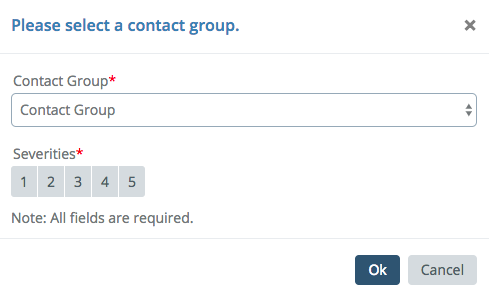 Please select a contact group.
×
Contact Group*
Contact Group
Severities*
1 2 3 4 5
Note: All fields are required.
Ok Cancel